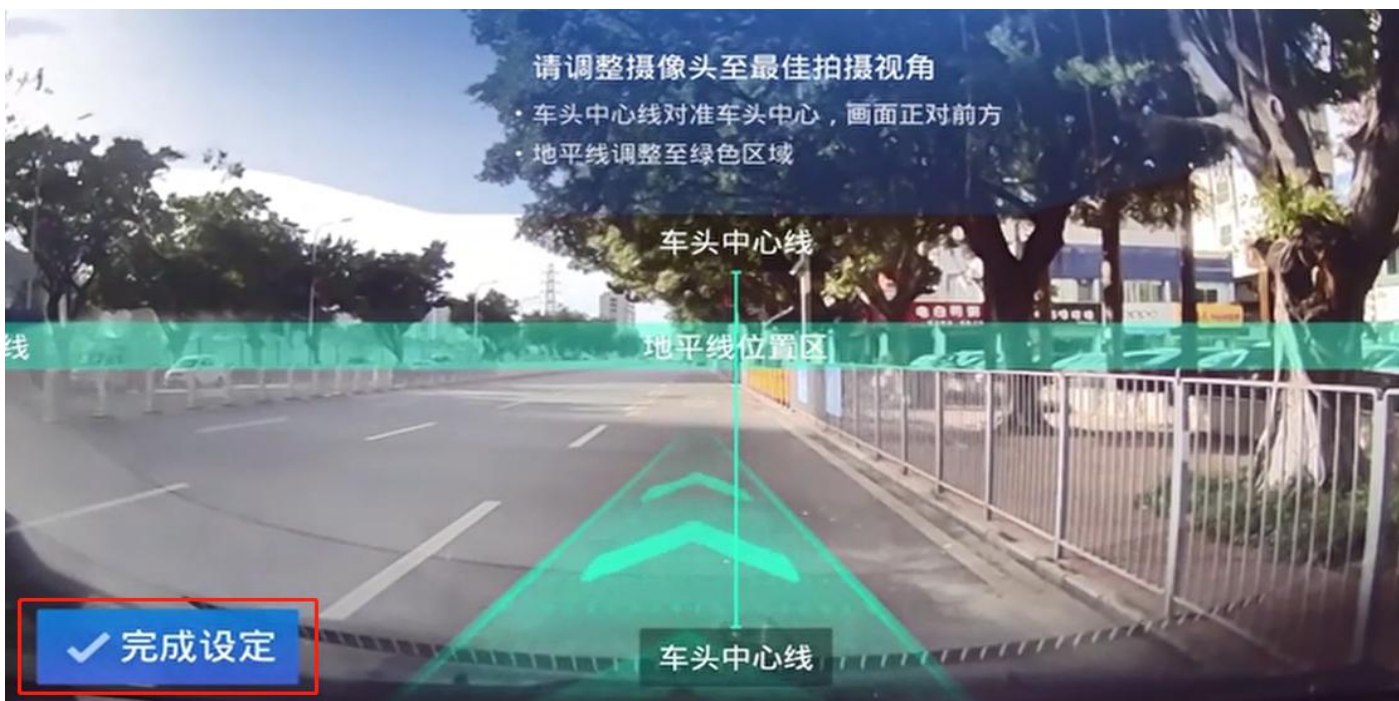 请调整摄像头至最佳拍摄视角
·车头中心线对准车头中心，画面正对前方
·地平线调整至绿色区域
车头中心线
线
地平线位置区
完成设定
车头中心线